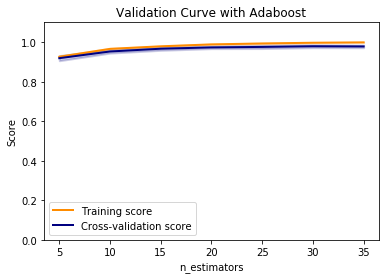 Validation Curve with Adaboost
1.0
0.8
0.6
0.4
0.2
0.0
Score
Training score
Cross-validation score
5 10 15 20 25 30 35
n_estimators